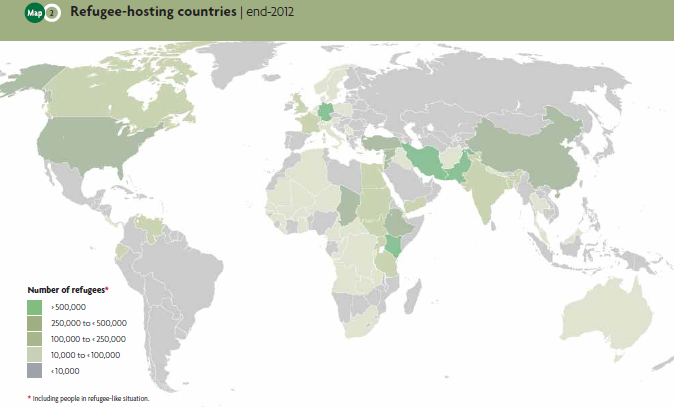 Map 2 Refugee-hosting countries | end-2012
Number of refugees*
>500,000
250,000 to <500,000
100,000 to <250,000
10,000 to <100,000
<10,000
* Including people in refugee-like situation.